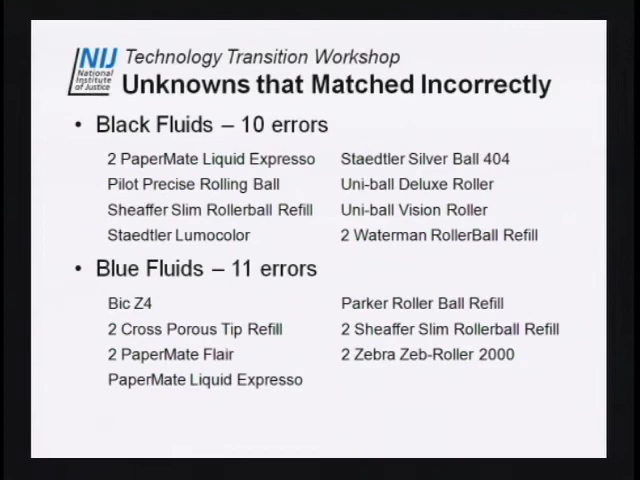 NIJ
National
Institute
of Justice
Technology Transition Workshop
Unknowns that Matched Incorrectly
• Black Fluids – 10 errors
2 PaperMate Liquid Expresso
Staedtler Silver Ball 404
Pilot Precise Rolling Ball
Uni-ball Deluxe Roller
Sheaffer Slim Rollerball Refill
Uni-ball Vision Roller
Staedtler Lumocolor
2 Waterman RollerBall Refill
• Blue Fluids – 11 errors
Bic Z4
Parker Roller Ball Refill
2 Cross Porous Tip Refill
2 Sheaffer Slim Rollerball Refill
2 PaperMate Flair
2 Zebra Zeb-Roller 2000
PaperMate Liquid Expresso